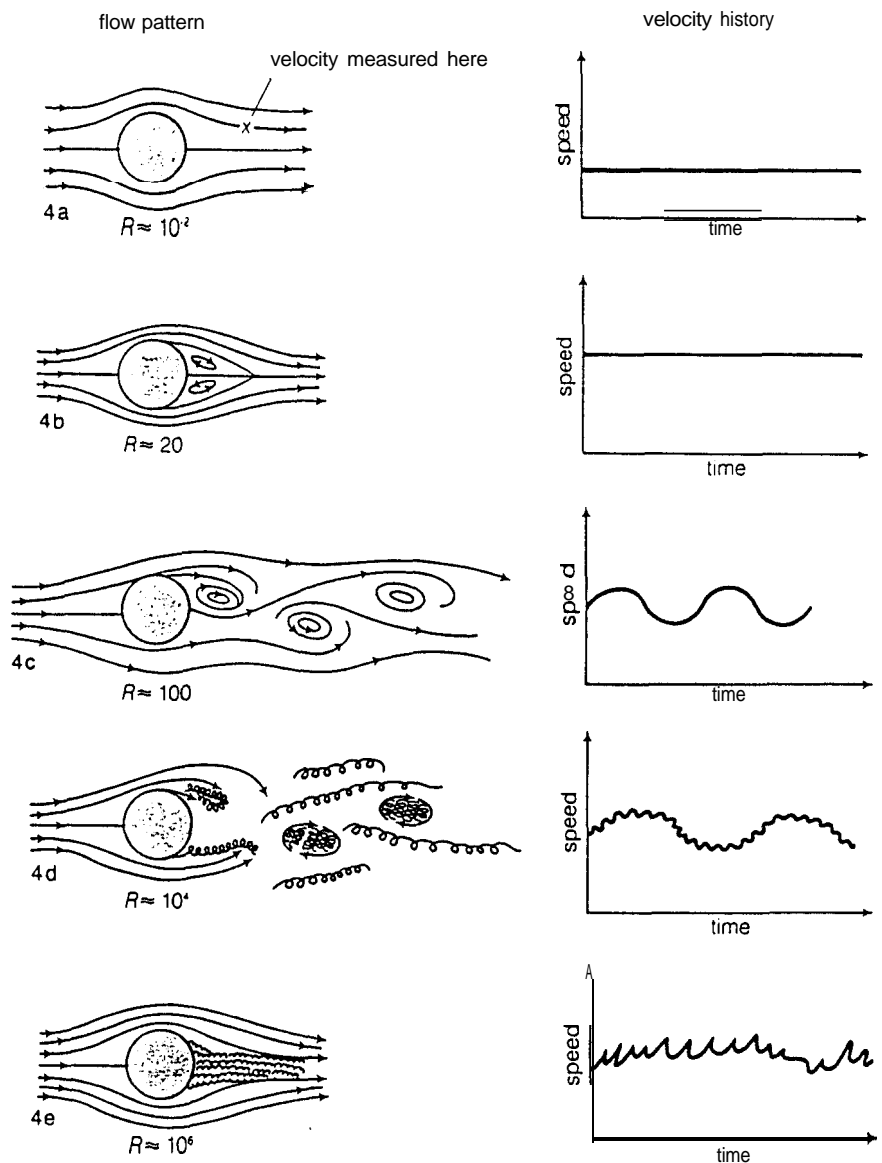 flow pattern
velocity history
velocity measured here
speed
time
4a
R ≈ 10⁻²
speed
time
4b
R ≈ 20
sp∞d
time
4c
R ≈ 100
speed
time
4d
R ≈ 10⁴
A
speed
time
4e
R ≈ 10⁶